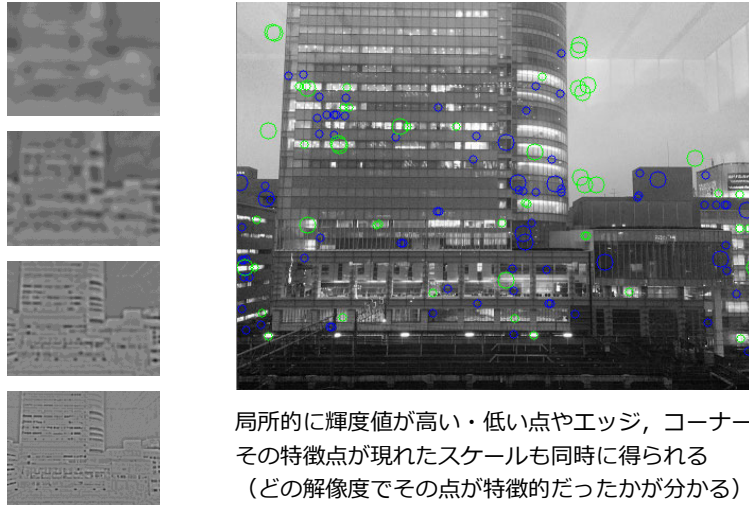 局所的に輝度値が高い・低い点やエッジ，コーナー
その特徴点が現れたスケールも同時に得られる
（どの解像度でその点が特徴的だったかが分かる）